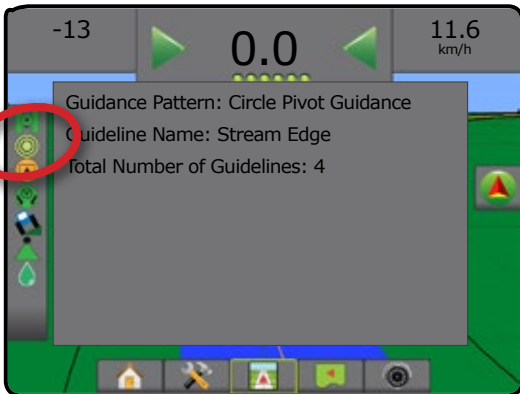 -13
0.0
11.6
km/h
Guidance Pattern: Circle Pivot Guidance
Guideline Name: Stream Edge
Total Number of Guidelines: 4